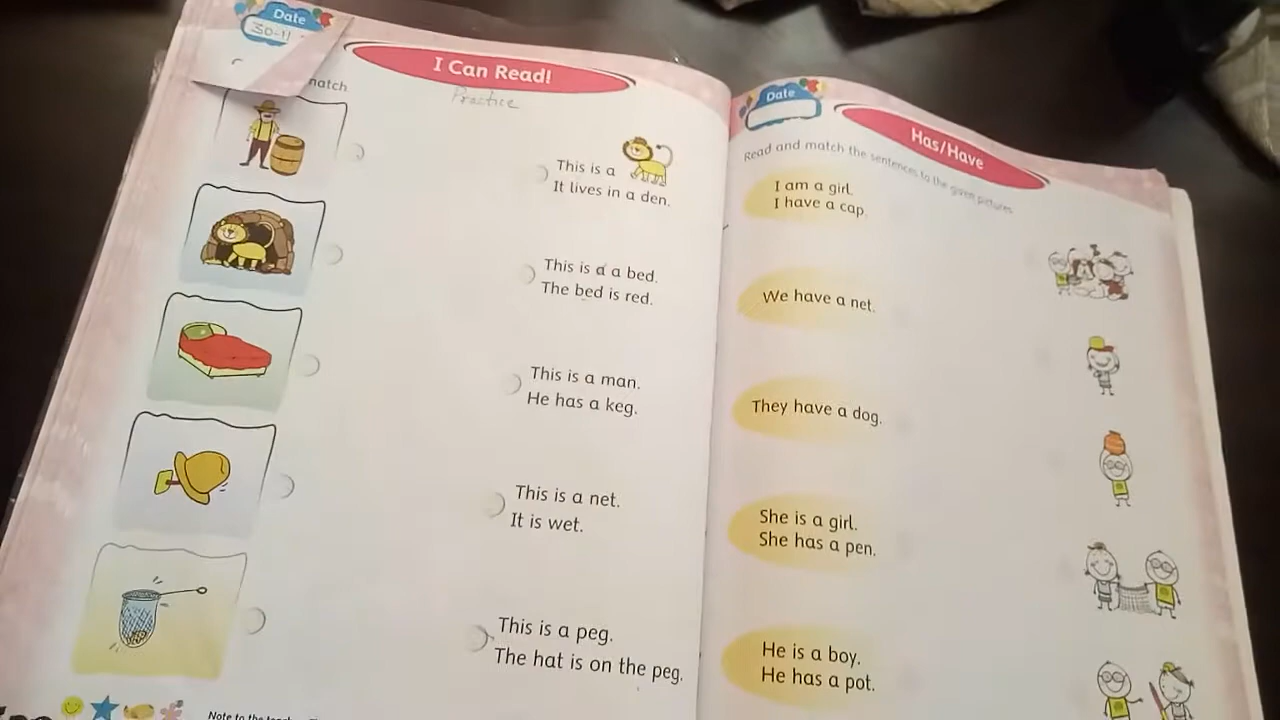 Date
30-11
I Can Read!
Practice
match
This is a
It lives in a den.
This is a a bed.
The bed is red.
This is a man.
He has a keg.
This is a net.
It is wet.
This is a peg.
The hat is on the peg.
Note to the
Date
Has/Have
Read and match the sentences to the given pictures
I am a girl.
I have a cap.
We have a net.
They have a dog.
She is a girl.
She has a pen.
He is a boy.
He has a pot.